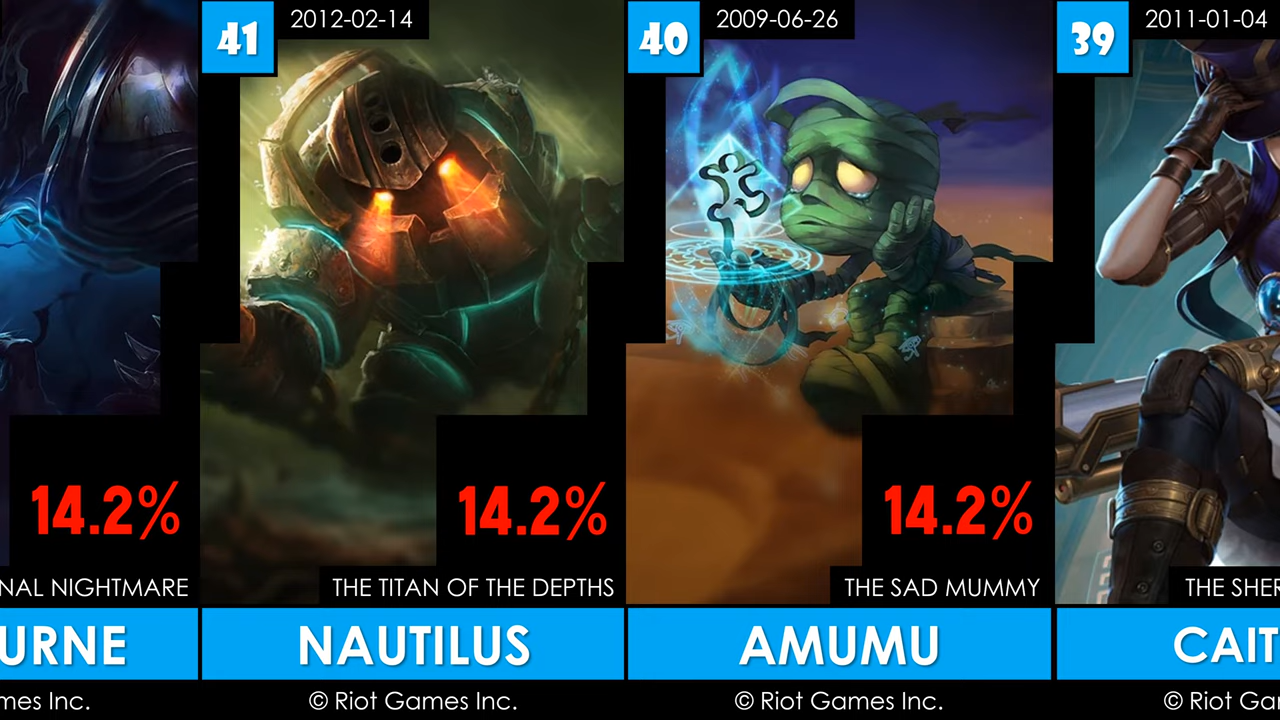 41
2012-02-14
40
2009-06-26
39
2011-01-04
14.2%
14.2%
14.2%
NAL NIGHTMARE
THE TITAN OF THE DEPTHS
THE SAD MUMMY
THE SHER
URNE
NAUTILUS
AMUMU
CAIT
mes Inc.
© Riot Games Inc.
© Riot Games Inc.
© Riot Ga